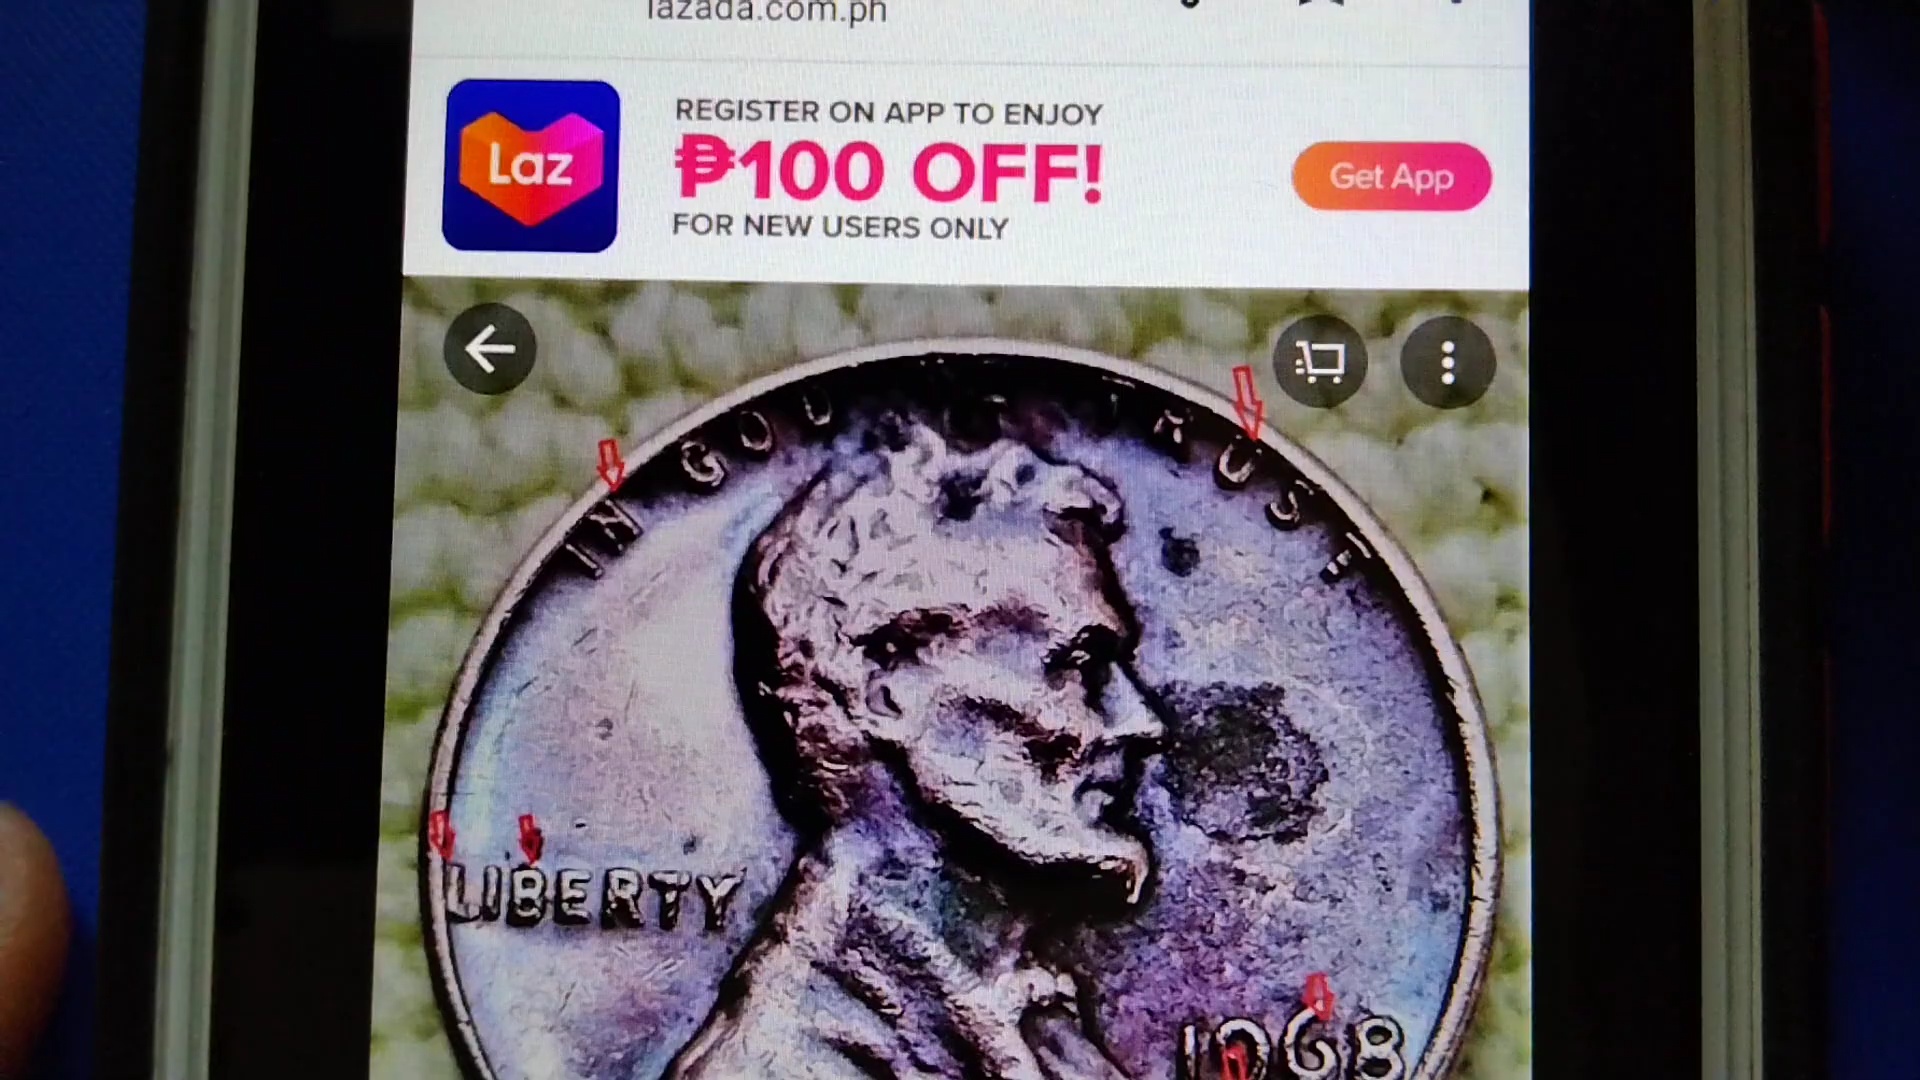 lazada.com.ph
Laz
REGISTER ON APP TO ENJOY
₱100 OFF!
FOR NEW USERS ONLY
Get App
IN GOD TRUST
LIBERTY
1968